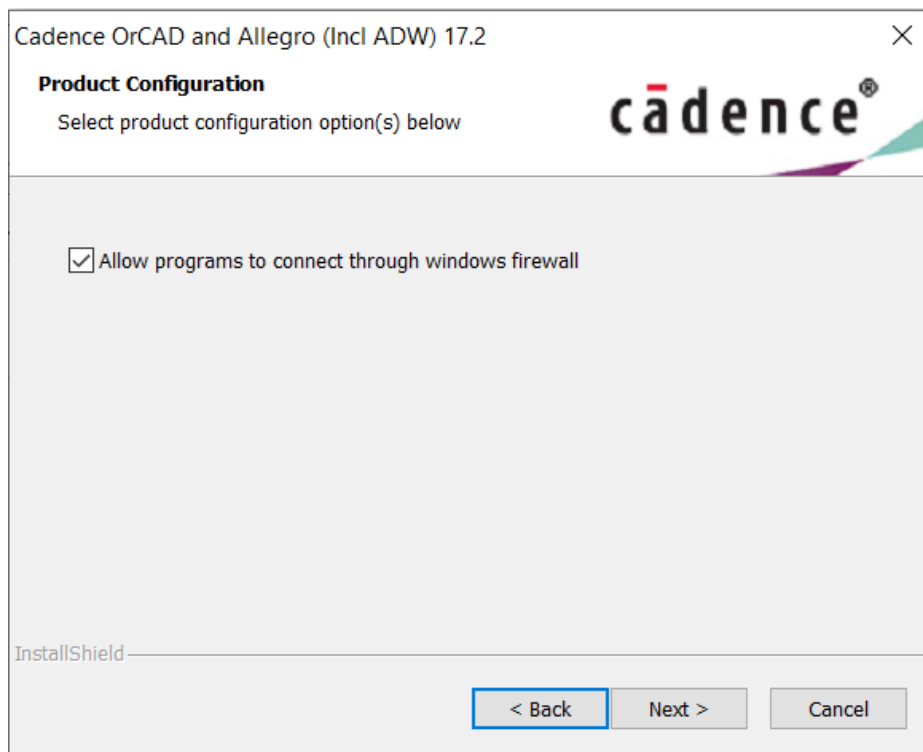 Cadence OrCAD and Allegro (Incl ADW) 17.2
Product Configuration
Select product configuration option(s) below
cādence®
Allow programs to connect through windows firewall
InstallShield
< Back
Next >
Cancel